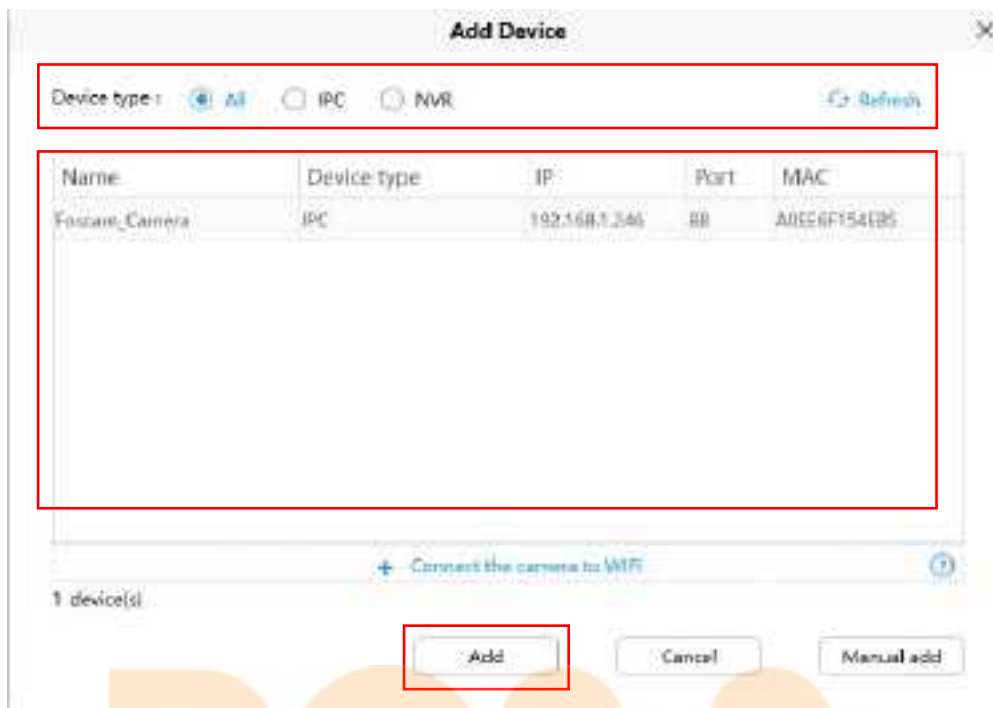 Add Device
Device type : All IPC NVR Refresh
Name Device type IP Port MAC
Foscam_Camera IPC 192.168.1.246 88
+ Connect the camera to WiFi
1 device(s)
Add Cancel Manual add